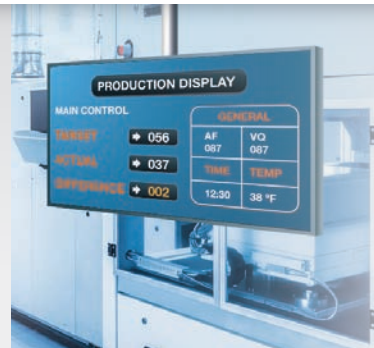 PRODUCTION DISPLAY
MAIN CONTROL
TARGET 056
ACTUAL 037
DIFFERANCE 002
GENERAL
AF VQ
087 087
TIME TEMP
12:30 38 °F